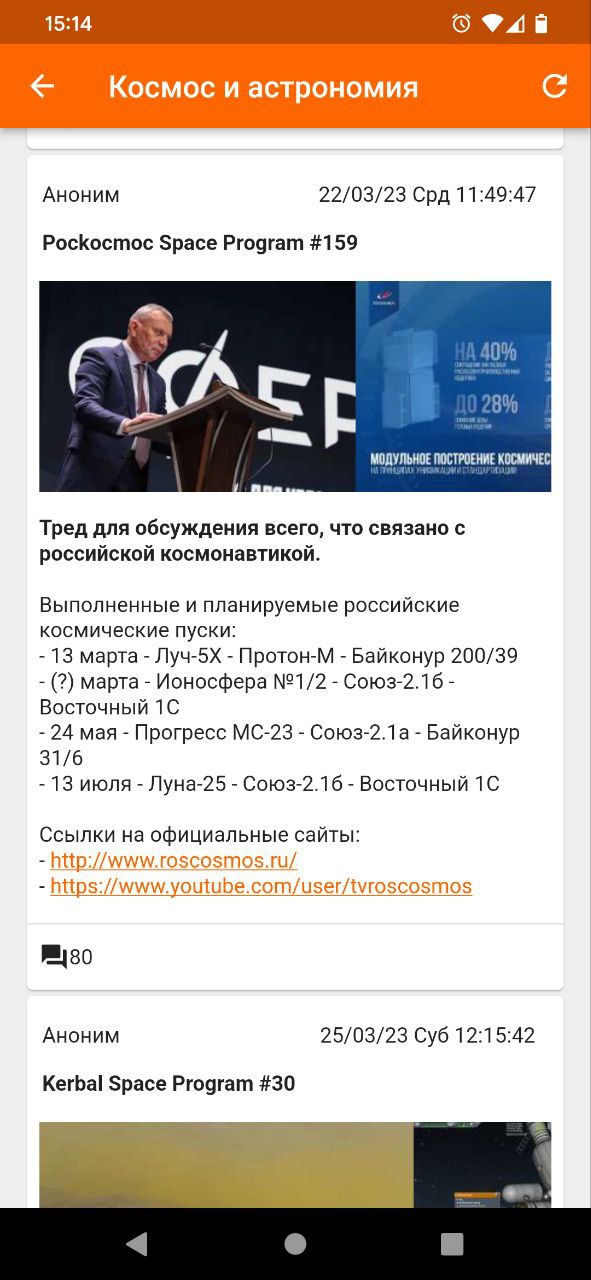 15:14
Космос и астрономия
Аноним 22/03/23 Срд 11:49:47
Роскосмос Space Program #159
СФЕР
НА 40%
ДО 28%
МОДУЛЬНОЕ ПОСТРОЕНИЕ КОСМИЧЕС
НА ПРИНЦИПАХ УНИФИКАЦИИ И СТАНДАРТИЗАЦИИ
Тред для обсуждения всего, что связано с
российской космонавтикой.
Выполненные и планируемые российские
космические пуски:
- 13 марта - Луч-5Х - Протон-М - Байконур 200/39
- (?) марта - Ионосфера №1/2 - Союз-2.1б -
Восточный 1С
- 24 мая - Прогресс МС-23 - Союз-2.1а - Байконур
31/6
- 13 июля - Луна-25 - Союз-2.1б - Восточный 1С
Ссылки на официальные сайты:
- http://www.roscosmos.ru/
- https://www.youtube.com/user/tvroscosmos
80
Аноним 25/03/23 Суб 12:15:42
Kerbal Space Program #30